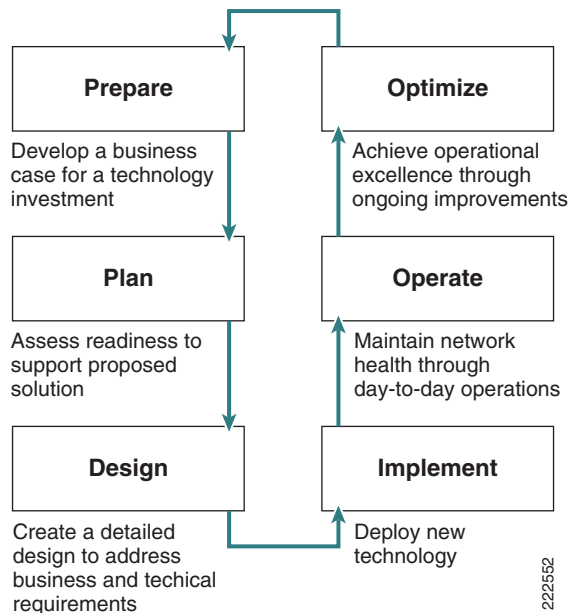 Prepare
Develop a business
case for a technology
investment
Plan
Assess readiness to
support proposed
solution
Design
Create a detailed
design to address
business and techical
requirements
Implement
Deploy new
technology
Operate
Maintain network
health through
day-to-day operations
Optimize
Achieve operational
excellence through
ongoing improvements
222552